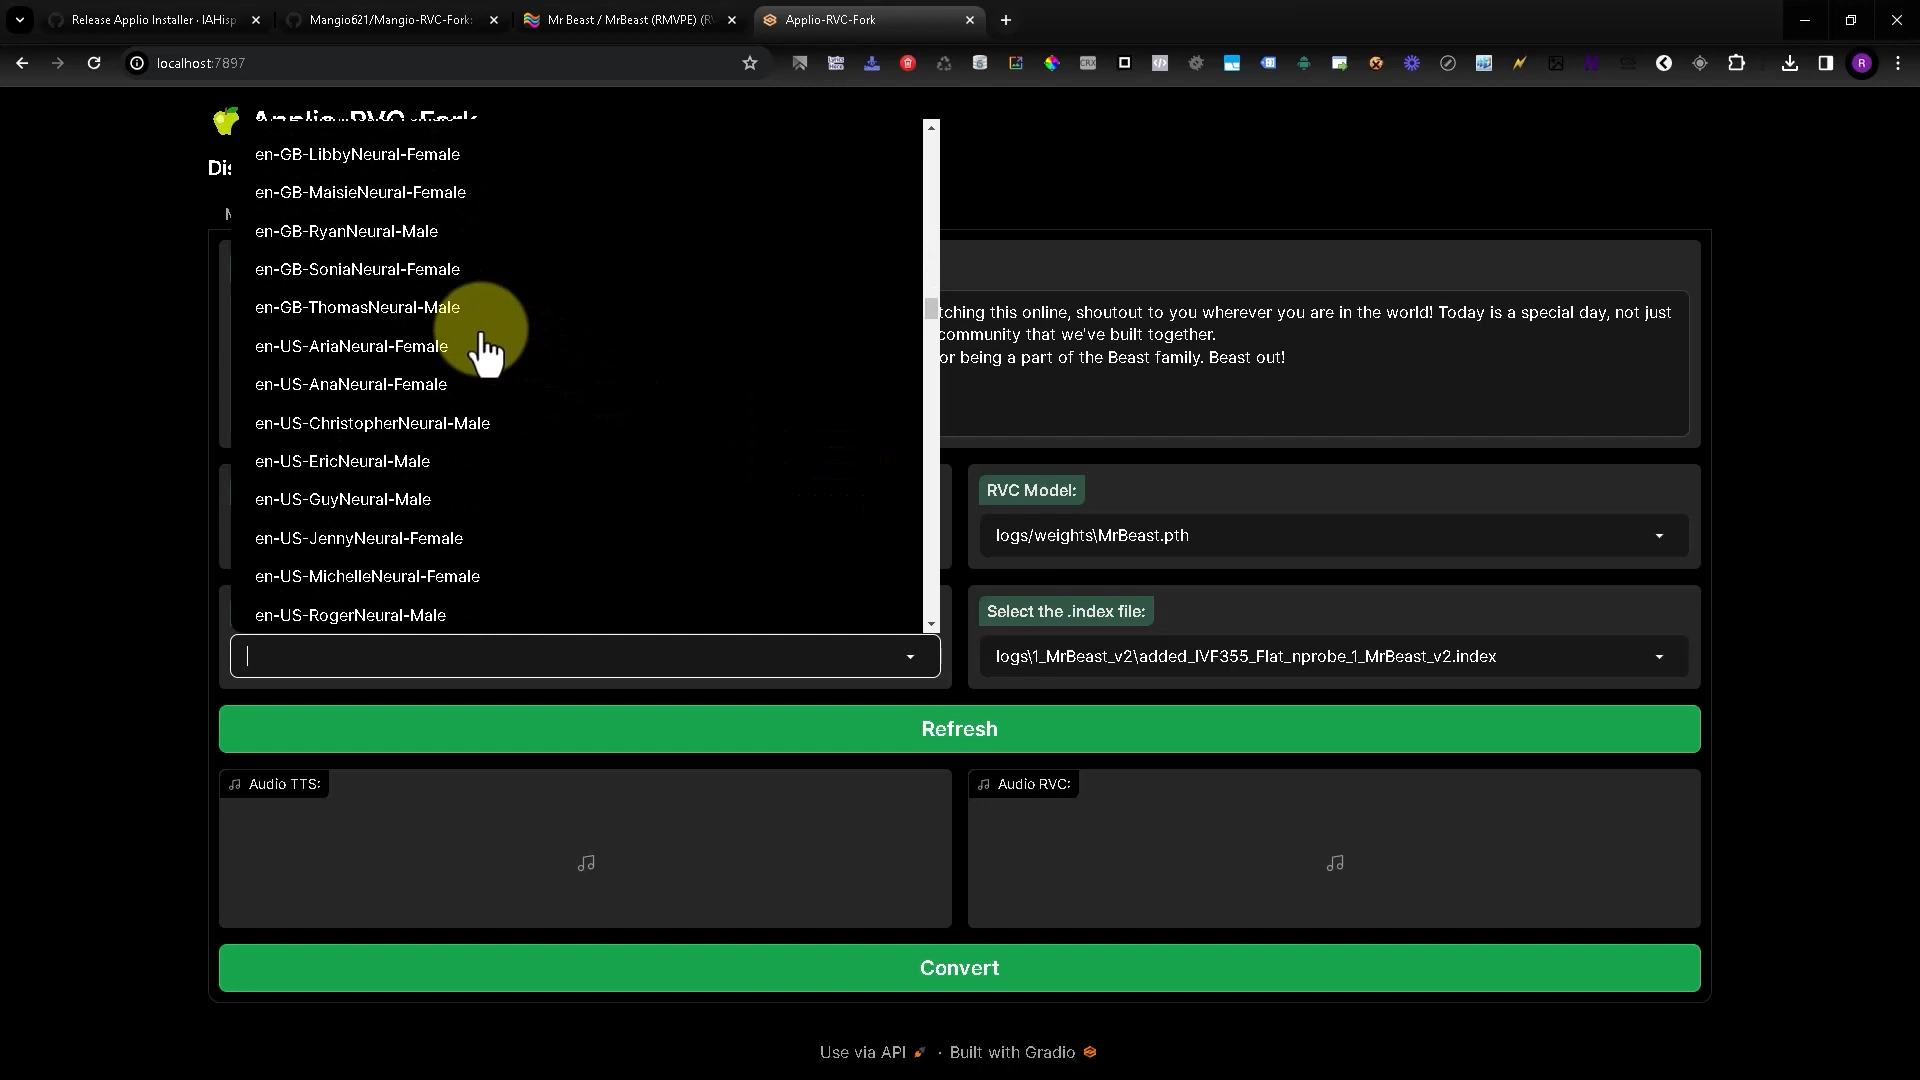 Release Applio Installer · IAHisp
Mangio621/Mangio-RVC-Fork:
Mr Beast / MrBeast (RMVPE) (RV
Applio-RVC-Fork
localhost:7897
R
Applio-RVC-Fork
Dis
en-GB-LibbyNeural-Female
en-GB-MaisieNeural-Female
en-GB-RyanNeural-Male
en-GB-SoniaNeural-Female
en-GB-ThomasNeural-Male
en-US-AriaNeural-Female
en-US-AnaNeural-Female
en-US-ChristopherNeural-Male
en-US-EricNeural-Male
en-US-GuyNeural-Male
en-US-JennyNeural-Female
en-US-MichelleNeural-Female
en-US-RogerNeural-Male
tching this online, shoutout to you wherever you are in the world! Today is a special day, not just
community that we've built together.
or being a part of the Beast family. Beast out!
RVC Model:
logs/weights\MrBeast.pth
Select the .index file:
logs\1_MrBeast_v2\added_IVF355_Flat_nprobe_1_MrBeast_v2.index
Refresh
Audio TTS:
Audio RVC:
Convert
Use via API · Built with Gradio